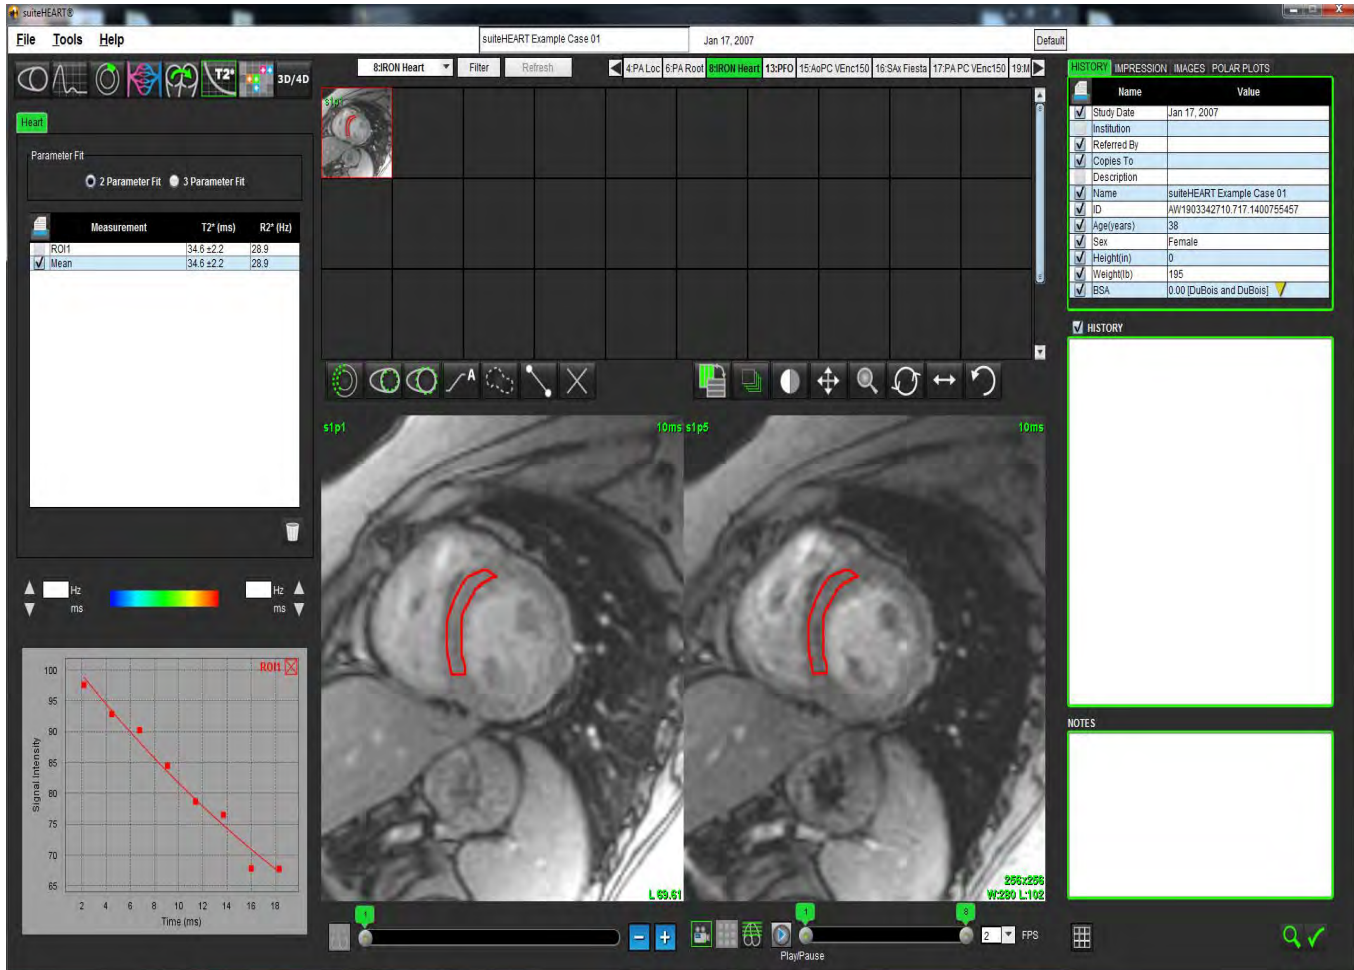 suiteHEART®
File Tools Help
suiteHEART Example Case 01
Jan 17, 2007
Default
T2*
3D/4D
8:IRON Heart
Filter
Refresh
4:PA Loc
6:PA Root
8:IRON Heart
13:PFO
15:AoPC VEnc150
16:SAx Fiesta
17:PA PC VEnc150
19:M
HISTORY IMPRESSION IMAGES POLAR PLOTS
Heart
Parameter Fit
2 Parameter Fit 3 Parameter Fit
Measurement T2* (ms) R2* (Hz)
ROI1 34.6 ±2.2 28.9
Mean 34.6 ±2.2 28.9
Hz
ms
Hz
ms
ROI1
100
95
90
85
80
75
70
65
Signal Intensity
2 4 6 8 10 12 14 16 18
Time (ms)
s1p1
A
s1p1 10ms
L 69.61
s1p5 10ms
256x256
W:280 L:102
1
1
8
2 FPS
Play/Pause
Name Value
Study Date Jan 17, 2007
Institution
Referred By
Copies To
Description
Name suiteHEART Example Case 01
ID AW1903342710.717.1400755457
Age(years) 38
Sex Female
Height(in) 0
Weight(lb) 195
BSA 0.00 [DuBois and DuBois]
HISTORY
NOTES